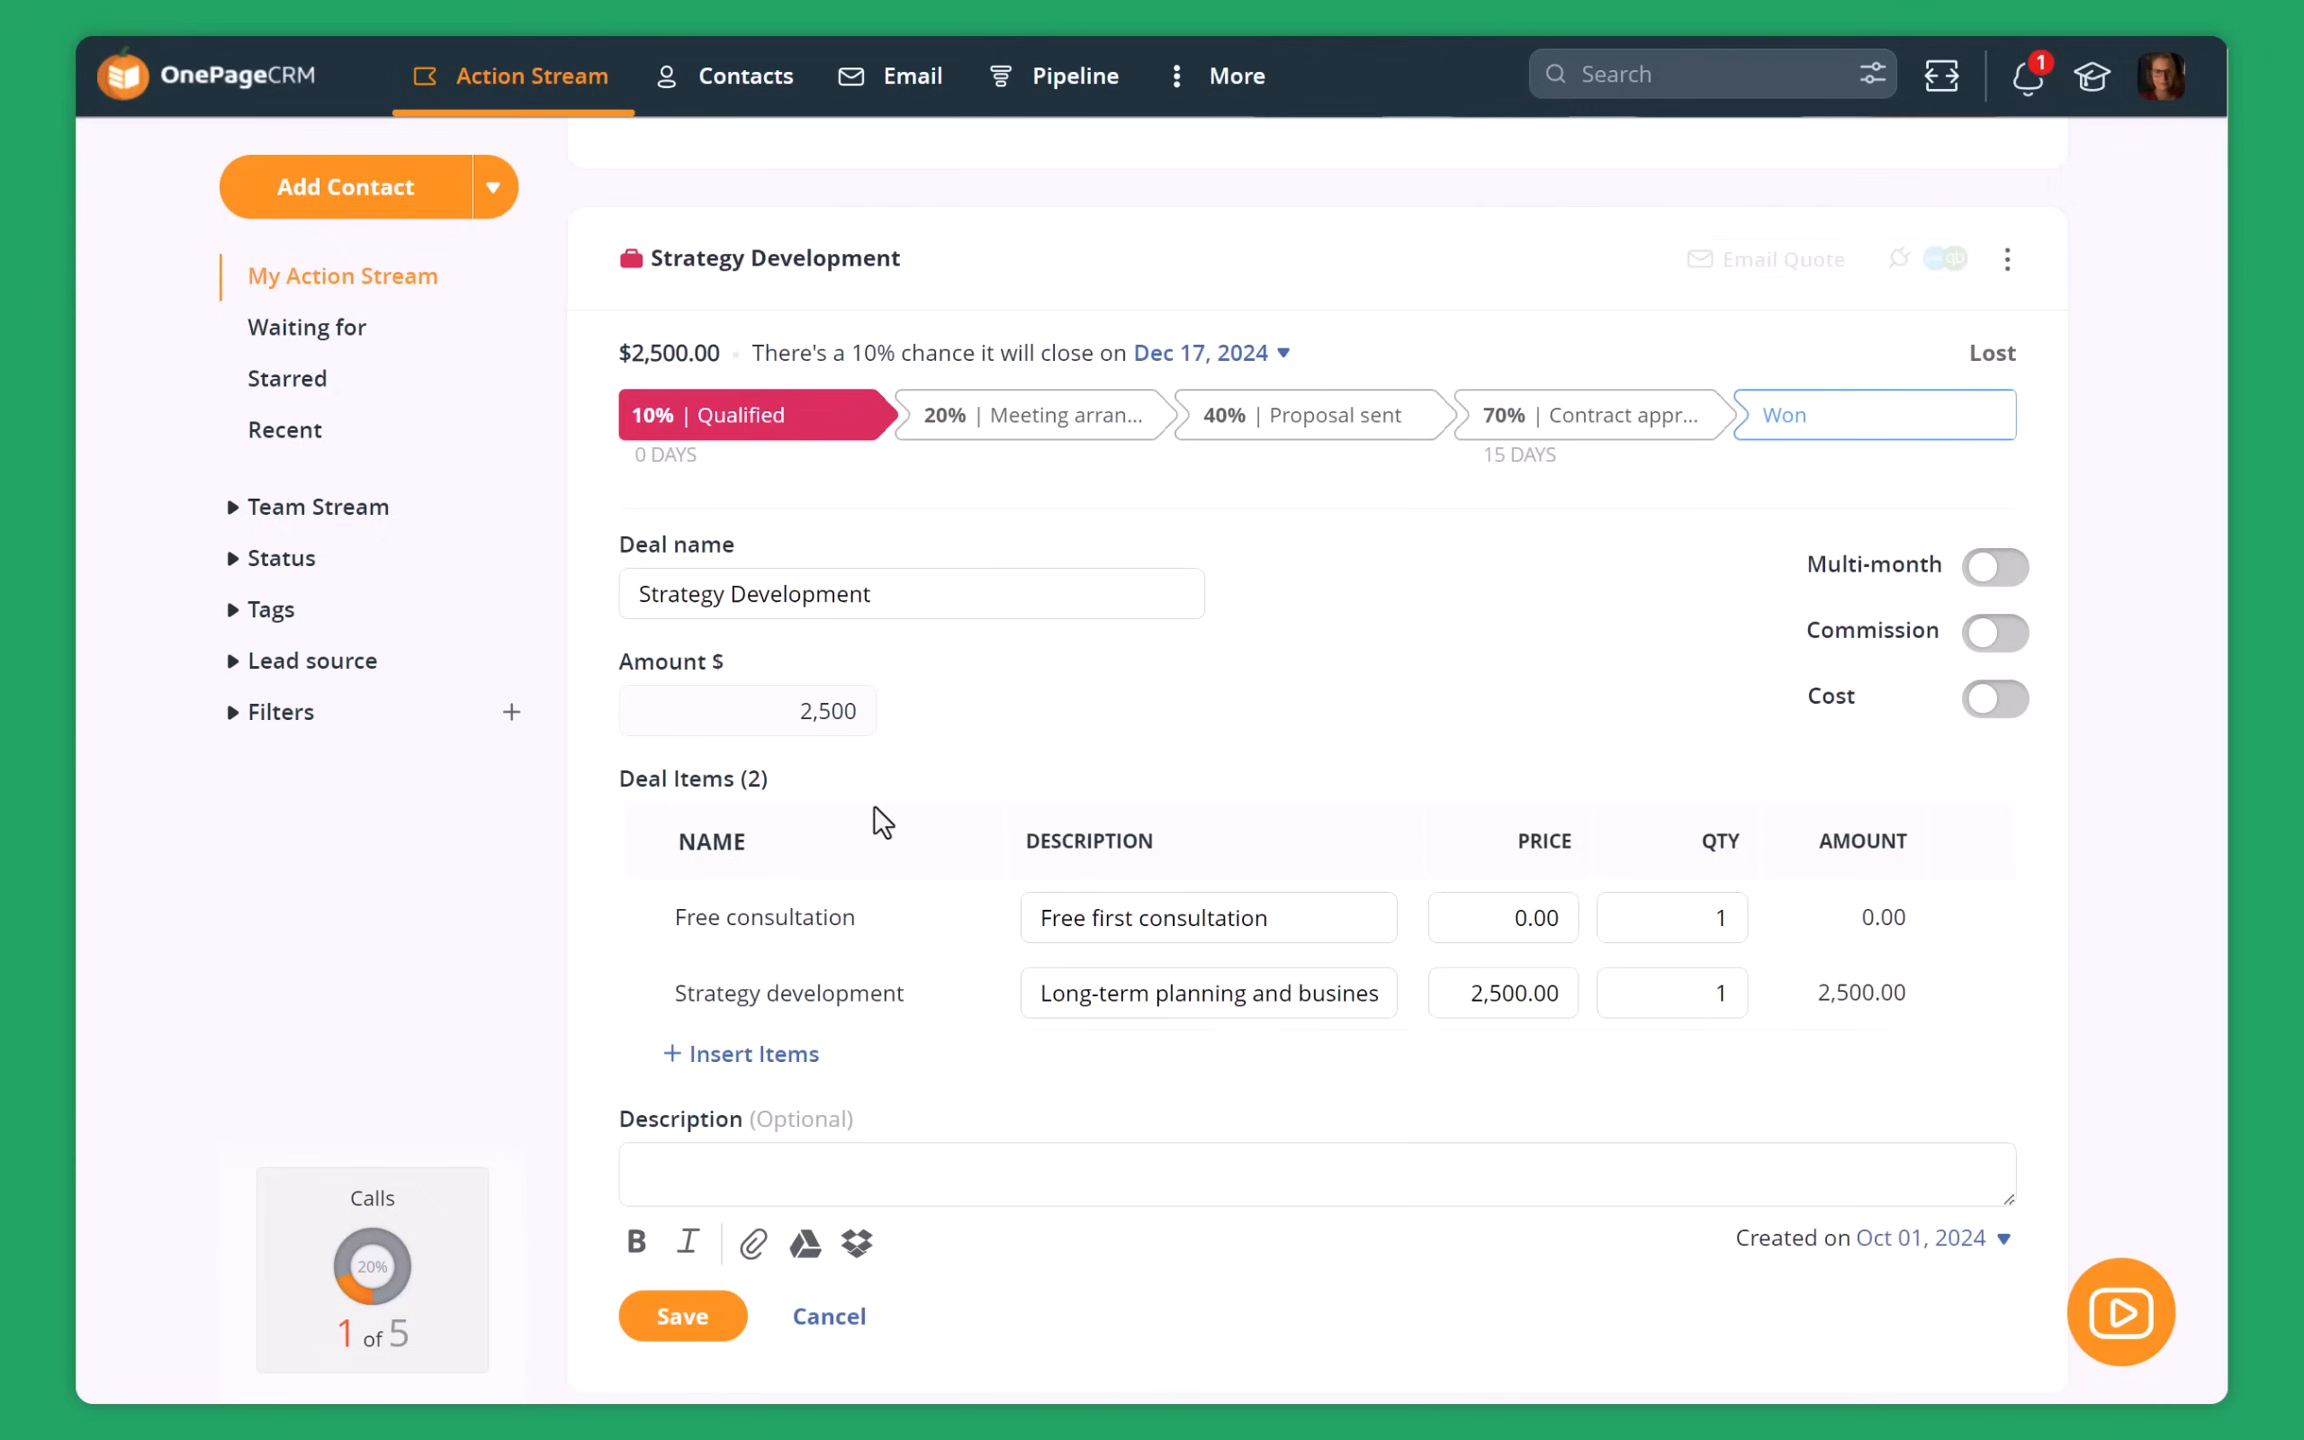 OnePageCRM
Action Stream
Contacts
Email
Pipeline
More
Search
1
Add Contact
My Action Stream
Waiting for
Starred
Recent
Team Stream
Status
Tags
Lead source
Filters
Calls
20%
1 of 5
Strategy Development
Email Quote
qb
$2,500.00 There's a 10% chance it will close on Dec 17, 2024
Lost
10% | Qualified
20% | Meeting arran...
40% | Proposal sent
70% | Contract appr...
Won
0 DAYS
15 DAYS
Deal name
Strategy Development
Multi-month
Commission
Cost
Amount $
2,500
Deal Items (2)
NAME DESCRIPTION PRICE QTY AMOUNT
Free consultation Free first consultation 0.00 1 0.00
Strategy development Long-term planning and busines 2,500.00 1 2,500.00
+ Insert Items
Description (Optional)
B I
Created on Oct 01, 2024
Save
Cancel